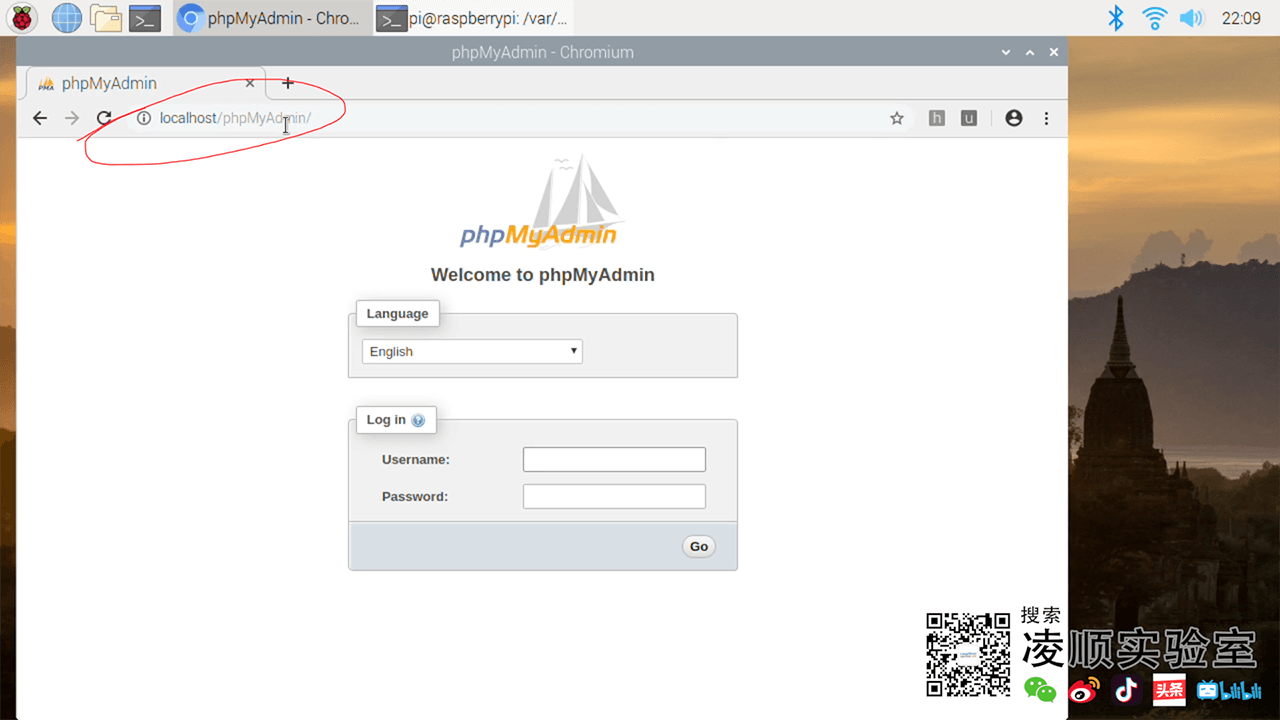 phpMyAdmin - Chro...
pi@raspberrypi: /var/...
22:09
phpMyAdmin - Chromium
phpMyAdmin
localhost/phpMyAdmin/
h
u
phpMyAdmin
Welcome to phpMyAdmin
Language
English
Log in
Username:
Password:
Go
搜索
凌顺实验室
头条
bilibili